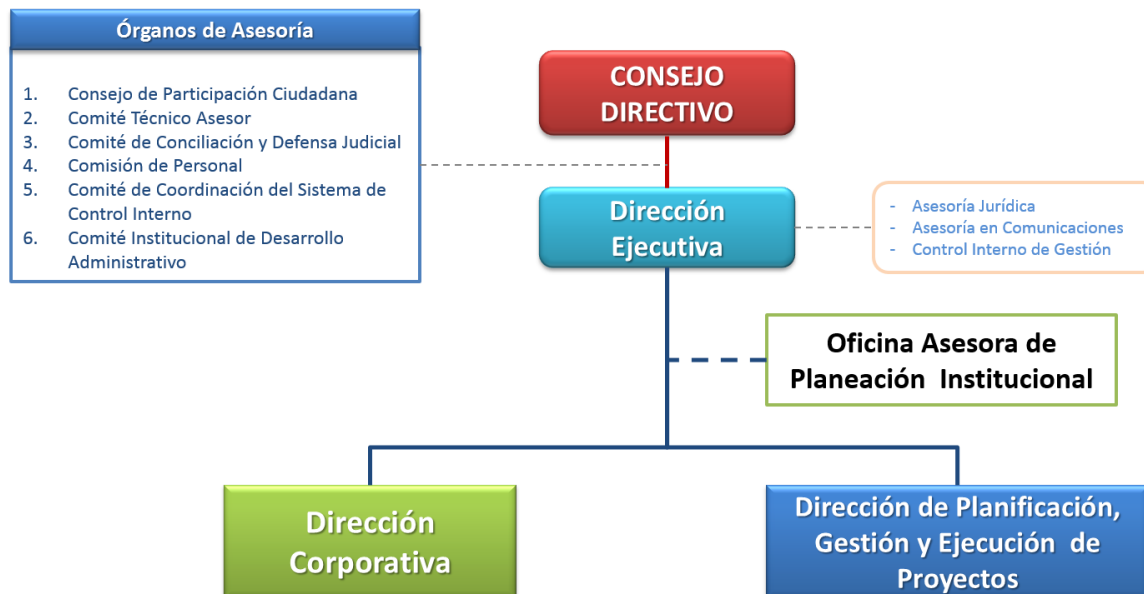 Órganos de Asesoría
1. Consejo de Participación Ciudadana
2. Comité Técnico Asesor
3. Comité de Conciliación y Defensa Judicial
4. Comisión de Personal
5. Comité de Coordinación del Sistema de
Control Interno
6. Comité Institucional de Desarrollo
Administrativo
CONSEJO
DIRECTIVO
Dirección
Ejecutiva
- Asesoría Jurídica
- Asesoría en Comunicaciones
- Control Interno de Gestión
Oficina Asesora de
Planeación Institucional
Dirección
Corporativa
Dirección de Planificación,
Gestión y Ejecución de
Proyectos